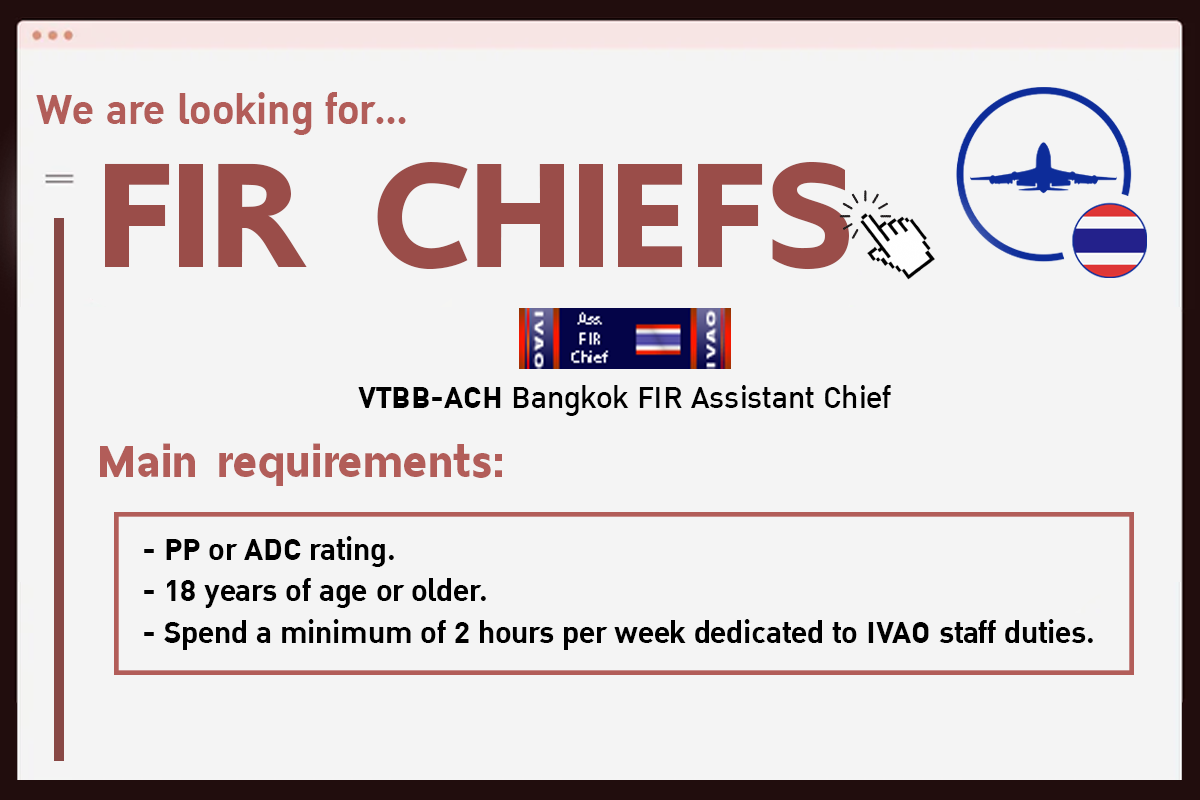 We are looking for...
FIR CHIEFS
IVAO
Ass.
FIR
Chief
IVAO
VTBB-ACH Bangkok FIR Assistant Chief
Main requirements:
- PP or ADC rating.
- 18 years of age or older.
- Spend a minimum of 2 hours per week dedicated to IVAO staff duties.